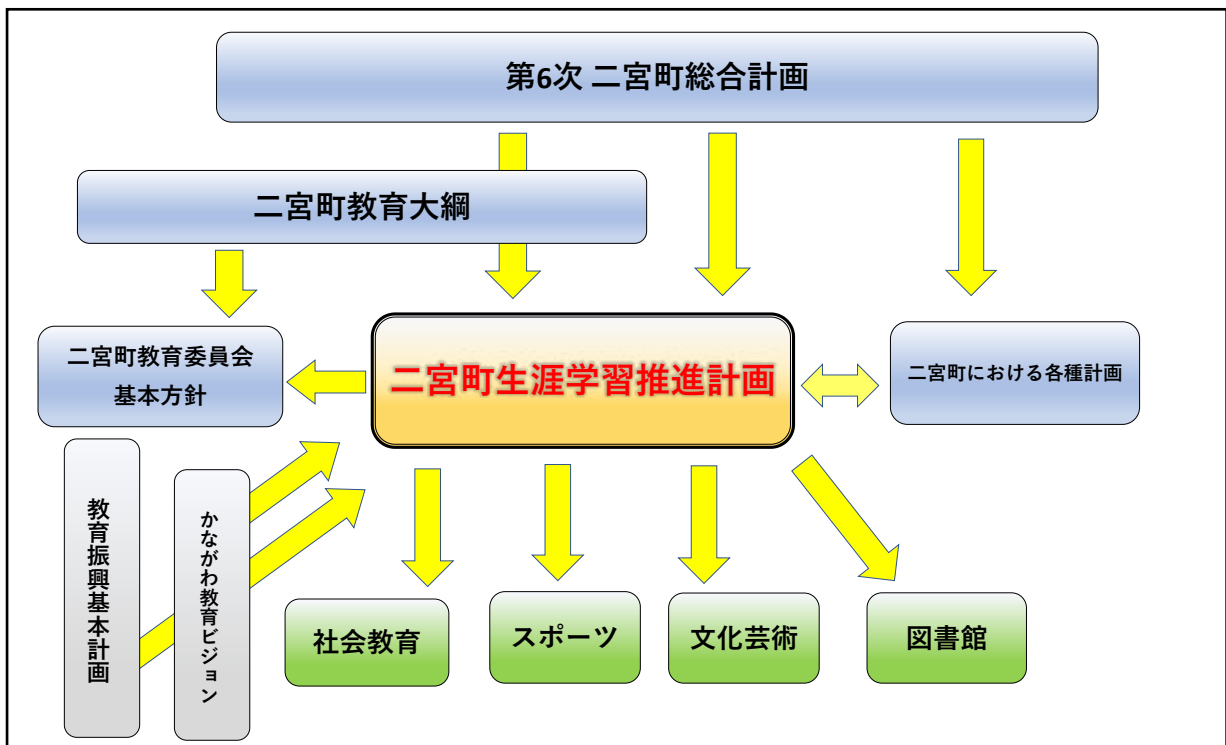 第6次 二宮町総合計画
二宮町教育大綱
二宮町教育委員会
基本方針
二宮町生涯学習推進計画
二宮町における各種計画
教育振興基本計画
かながわ教育ビジョン
社会教育
スポーツ
文化芸術
図書館